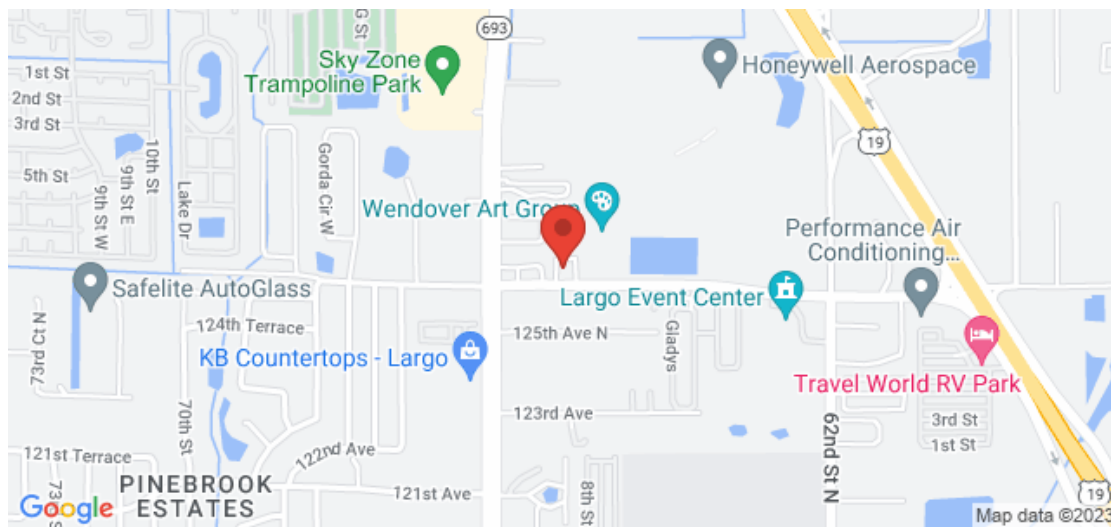 693
G St
Sky Zone
Trampoline Park
Honeywell Aerospace
1st St
2nd St
3rd St
10th St
5th St
9th St E
9th St W
Lake Dr
Gorda Cir W
19
Wendover Art Group
Performance Air
Conditioning...
Safelite AutoGlass
Largo Event Center
124th Terrace
125th Ave N
Gladys
73rd Ct N
KB Countertops - Largo
Travel World RV Park
70th St
123rd Ave
62nd St N
3rd St
1st St
122nd Ave
121st Terrace
PINEBROOK
ESTATES
121st Ave
8th St
19
Google
Map data ©2023